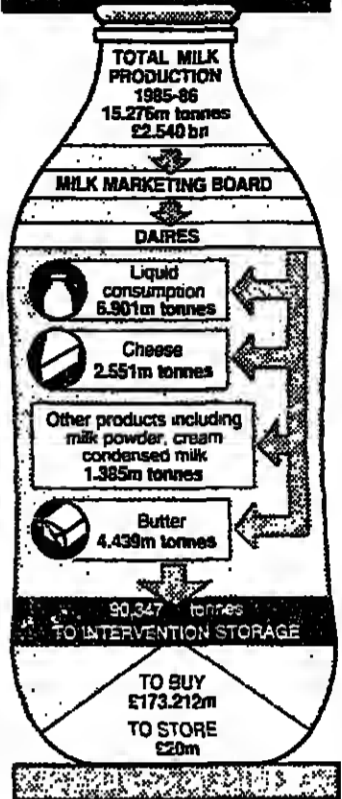 TOTAL MILK
PRODUCTION
1985-86
15.276m tonnes
£2.540 bn
MILK MARKETING BOARD
DAIRES
Liquid
consumption
6.901m tonnes
Cheese
2.551m tonnes
Other products including
milk powder, cream
condensed milk
1.385m tonnes
Butter
4.439m tonnes
90,347 tonnes
TO INTERVENTION STORAGE
TO BUY
£173.212m
TO STORE
£20m